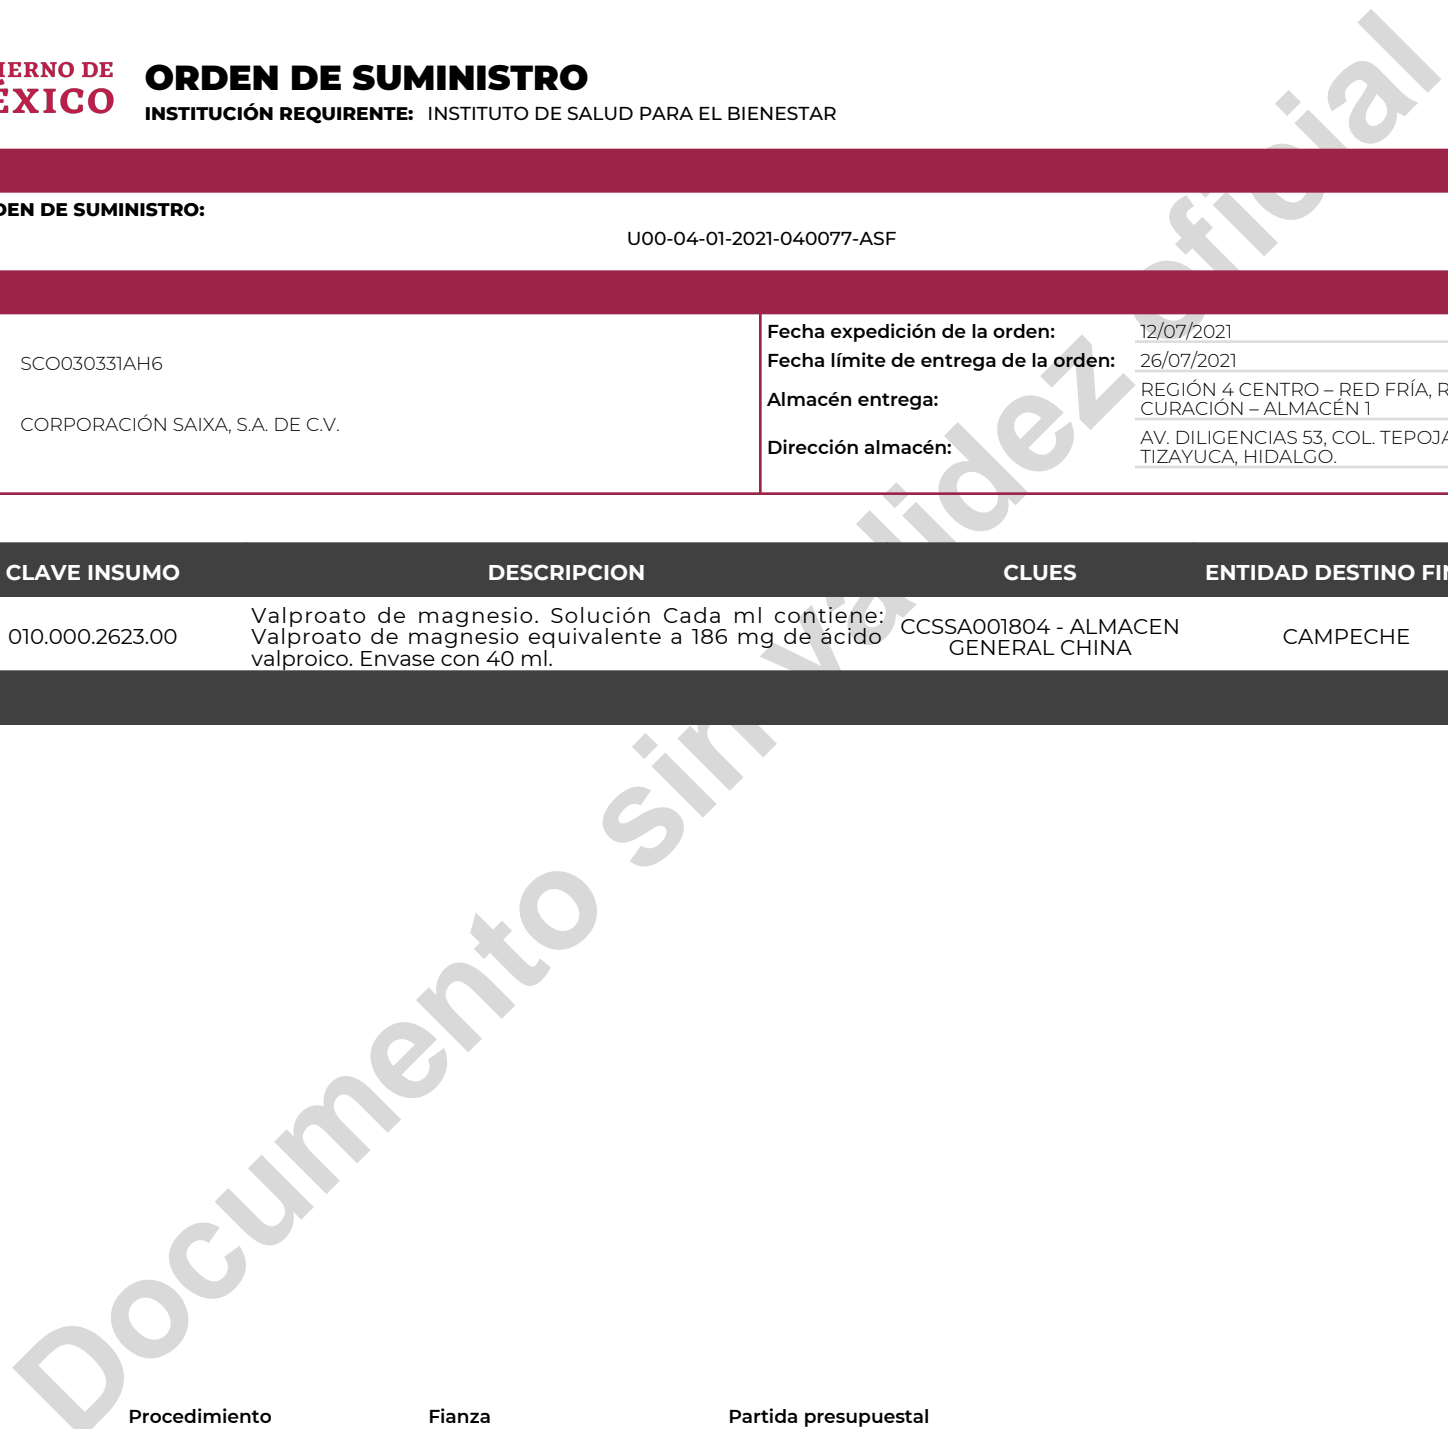 IERNO DE
ÉXICO
ORDEN DE SUMINISTRO
INSTITUCIÓN REQUIRENTE: INSTITUTO DE SALUD PARA EL BIENESTAR
DEN DE SUMINISTRO:
U00-04-01-2021-040077-ASF
SCO030331AH6
CORPORACIÓN SAIXA, S.A. DE C.V.
Fecha expedición de la orden: 12/07/2021
Fecha límite de entrega de la orden: 26/07/2021
Almacén entrega: REGIÓN 4 CENTRO – RED FRÍA, R
CURACIÓN – ALMACÉN 1
Dirección almacén: AV. DILIGENCIAS 53, COL. TEPOJA
TIZAYUCA, HIDALGO.
CLAVE INSUMO DESCRIPCION CLUES ENTIDAD DESTINO FIN
010.000.2623.00
Valproato de magnesio. Solución Cada ml contiene:
Valproato de magnesio equivalente a 186 mg de ácido
valproico. Envase con 40 ml.
CCSSA001804 - ALMACEN
GENERAL CHINA
CAMPECHE
Documento sin validez oficial
Procedimiento Fianza Partida presupuestal